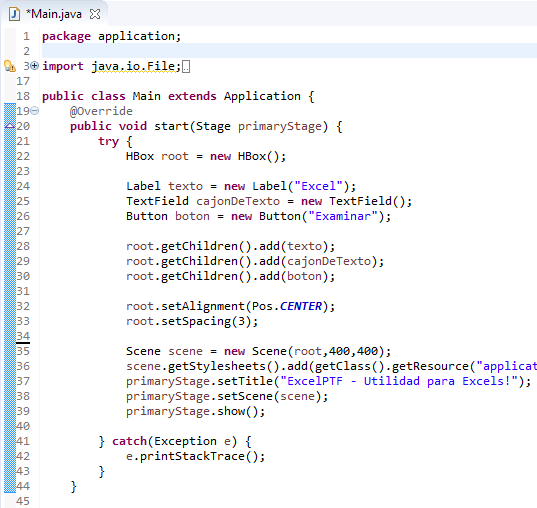 *Main.java
1 package application;
2
3 import java.io.File;
17
18 public class Main extends Application {
19 @Override
20 public void start(Stage primaryStage) {
21 try {
22 HBox root = new HBox();
23
24 Label texto = new Label("Excel");
25 TextField cajonDeTexto = new TextField();
26 Button boton = new Button("Examinar");
27
28 root.getChildren().add(texto);
29 root.getChildren().add(cajonDeTexto);
30 root.getChildren().add(boton);
31
32 root.setAlignment(Pos.CENTER);
33 root.setSpacing(3);
34
35 Scene scene = new Scene(root,400,400);
36 scene.getStylesheets().add(getClass().getResource("applicat
37 primaryStage.setTitle("ExcelPTF - Utilidad para Excels!");
38 primaryStage.setScene(scene);
39 primaryStage.show();
40
41 } catch(Exception e) {
42 e.printStackTrace();
43 }
44 }
45